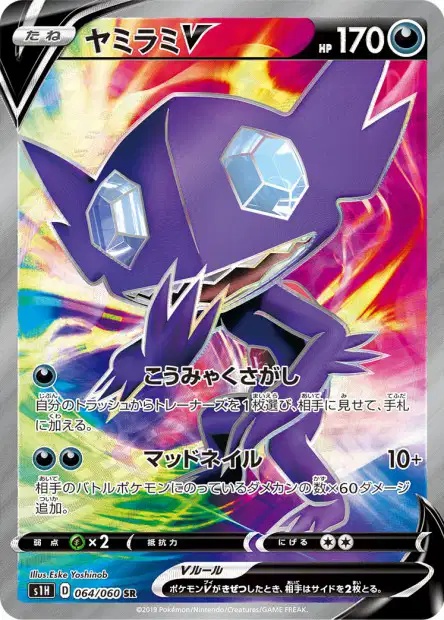 たね ヤミラミV HP 170
こうみゃくさがし
自分のトラッシュからトレーナーズを1枚選び、相手に見せて、手札
に加える。
マッドネイル 10+
相手のバトルポケモンにのっているダメカンの数×60ダメージ
追加。
弱点 ×2 抵抗力 にげる
Illus.Eske Yoshinob
Vルール
s1H D 064/060 SR ポケモンVがきぜつしたとき、相手はサイドを2枚とる。
©2019 Pokémon/Nintendo/Creatures/GAME FREAK.